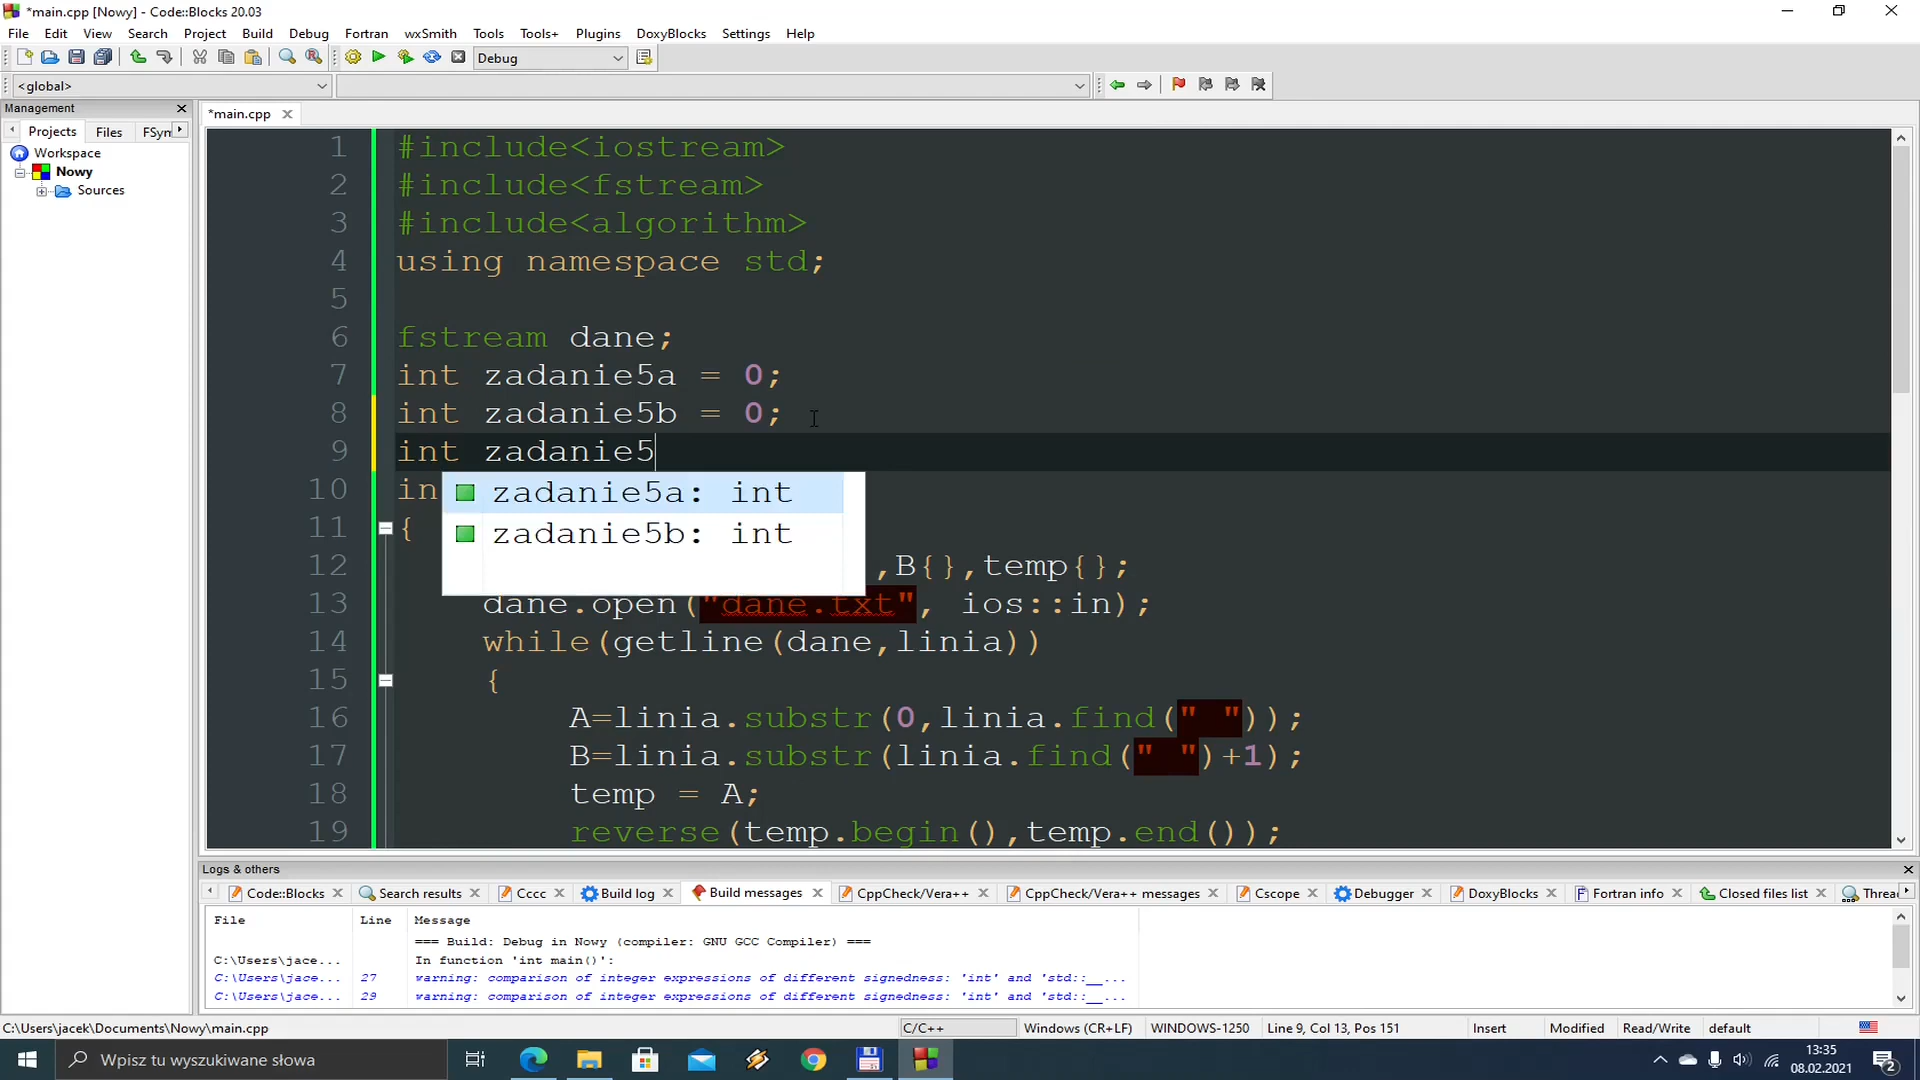 *main.cpp [Nowy] - Code::Blocks 20.03
File Edit View Search Project Build Debug Fortran wxSmith Tools Tools+ Plugins DoxyBlocks Settings Help
Debug
<global>
Management
Projects Files FSyn
Workspace
Nowy
Sources
*main.cpp
1 #include<iostream>
2 #include<fstream>
3 #include<algorithm>
4 using namespace std;
5
6 fstream dane;
7 int zadanie5a = 0;
8 int zadanie5b = 0;
9 int zadanie5
10 in
zadanie5a: int
11 {
zadanie5b: int
12 ,B{},temp{};
13 dane.open("dane.txt", ios::in);
14 while(getline(dane,linia))
15 {
16 A=linia.substr(0,linia.find(" "));
17 B=linia.substr(linia.find(" ")+1);
18 temp = A;
19 reverse(temp.begin(),temp.end());
Logs & others
Code::Blocks Search results Cccc Build log Build messages CppCheck/Vera++ CppCheck/Vera++ messages Cscope Debugger DoxyBlocks Fortran info Closed files list Threa
File Line Message
=== Build: Debug in Nowy (compiler: GNU GCC Compiler) ===
C:\Users\jace... In function 'int main()':
C:\Users\jace... 27 warning: comparison of integer expressions of different signedness: 'int' and 'std::__...
C:\Users\jace... 29 warning: comparison of integer expressions of different signedness: 'int' and 'std::__...
C:\Users\jacek\Documents\Nowy\main.cpp C/C++ Windows (CR+LF) WINDOWS-1250 Line 9, Col 13, Pos 151 Insert Modified Read/Write default
Wpisz tu wyszukiwane słowa
13:35
08.02.2021
2